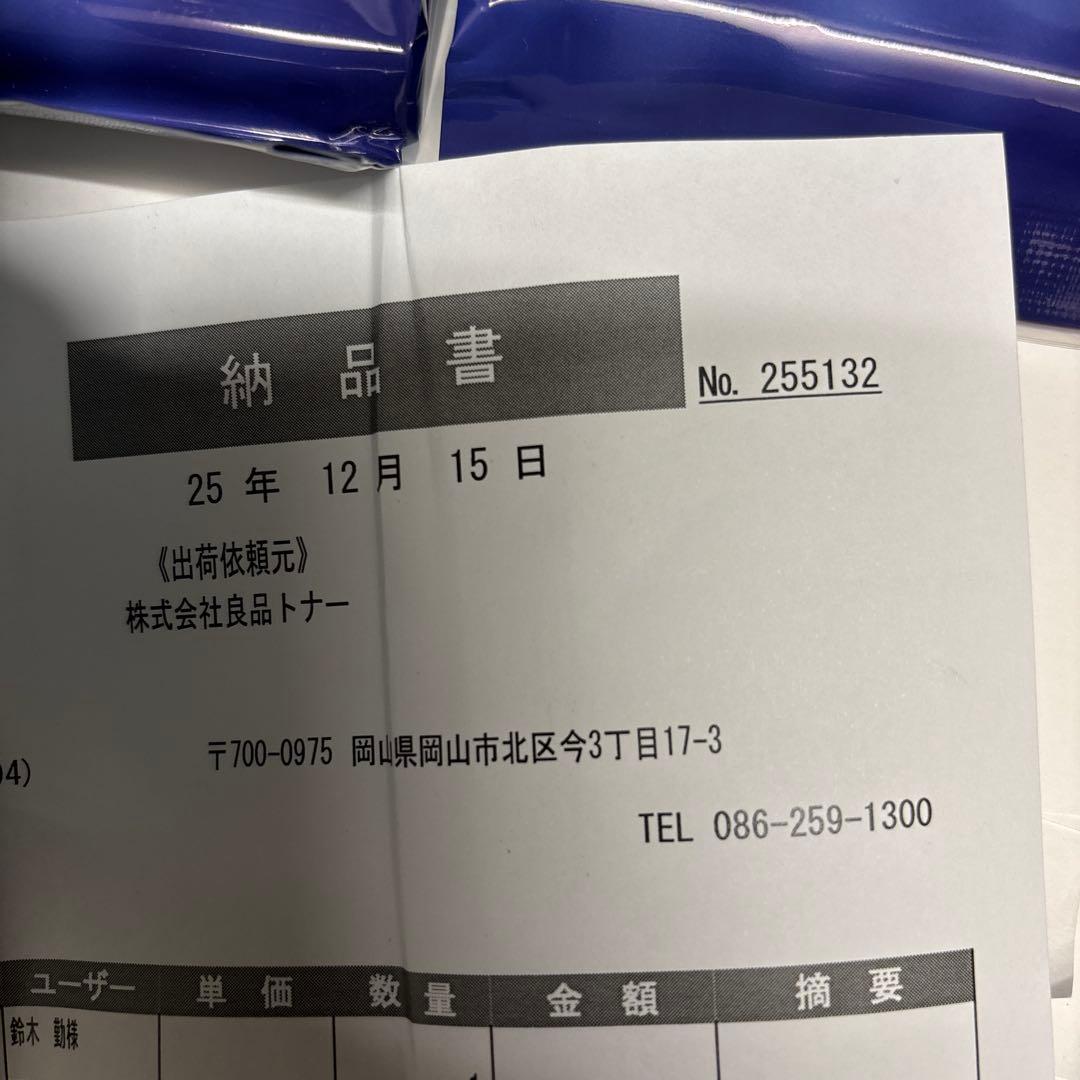 納品書
No. 255132
25 年 12 月 15 日
《出荷依頼元》
株式会社良品トナー
〒700-0975 岡山県岡山市北区今3丁目17-3
04)
TEL 086-259-1300
ユーザー 単価 数量 金額 摘要
鈴木 勤様